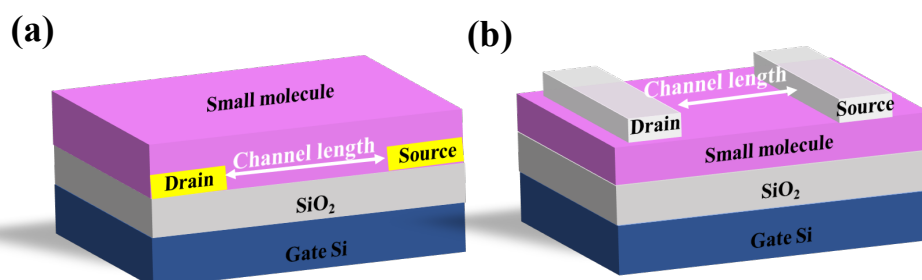 (a)
Small molecule
Channel length
Drain
Source
SiO₂
Gate Si
(b)
Channel length
Drain
Source
Small molecule
SiO₂
Gate Si